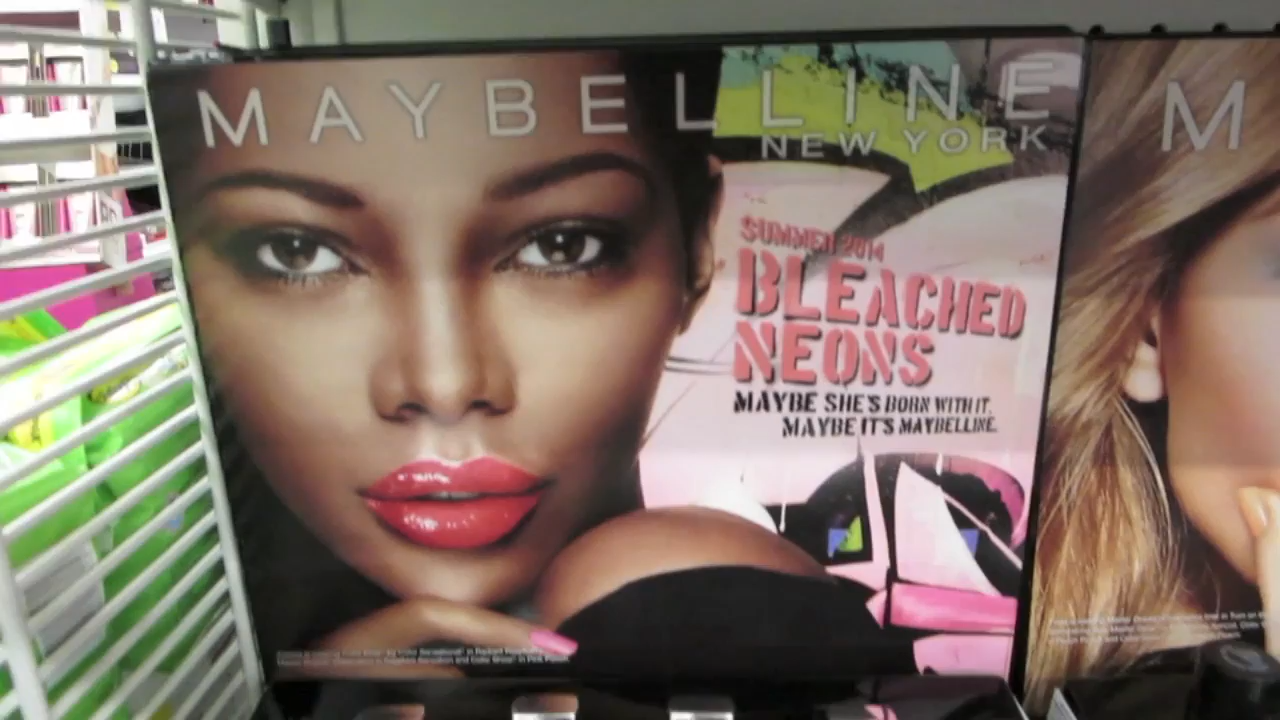 MAYBELLINE
NEW YORK
SUMMER 2014
BLEACHED
NEONS
MAYBE SHE'S BORN WITH IT.
MAYBE IT'S MAYBELLINE.
M